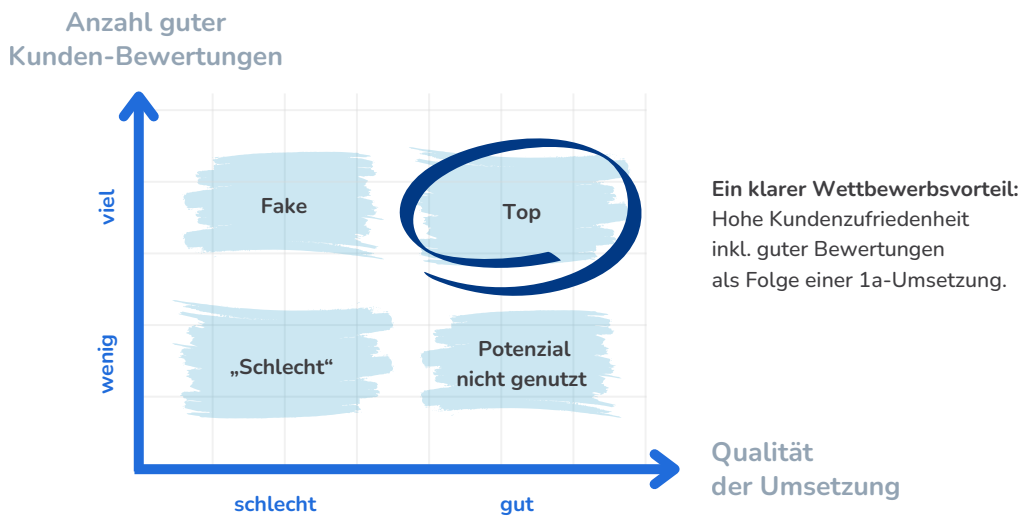 Anzahl guter
Kunden-Bewertungen
viel
Fake
Top
Ein klarer Wettbewerbsvorteil:
Hohe Kundenzufriedenheit
inkl. guter Bewertungen
als Folge einer 1a-Umsetzung.
wenig
„Schlecht“
Potenzial
nicht genutzt
Qualität
der Umsetzung
schlecht
gut